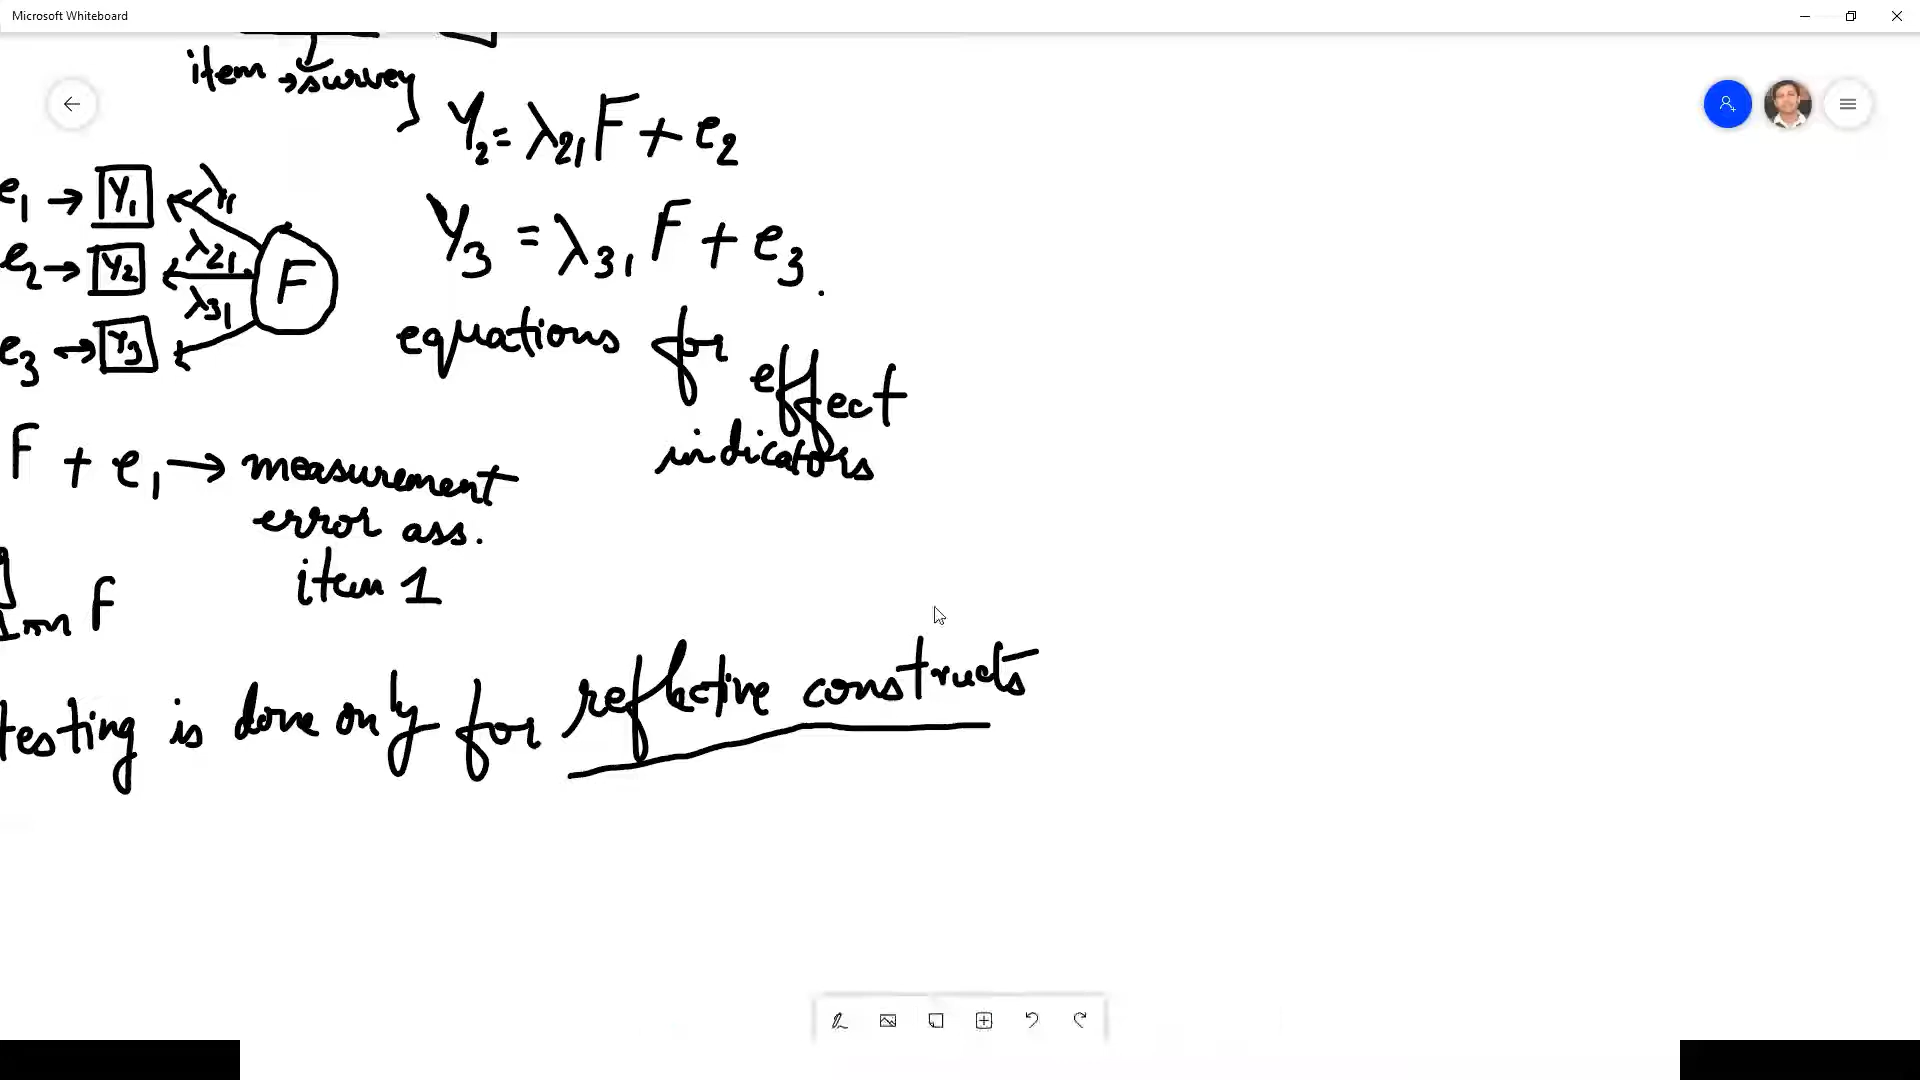 Microsoft Whiteboard
item → survey
Y2 = λ21 F + e2
e1 → Y1 λ11
Y3 = λ31 F + e3.
e2 → Y2 λ21 F
e3 → Y3 λ31
equations for effect
indicators
F + e1 → measurement
error ass.
item 1
F
testing is done only for reflective constructs